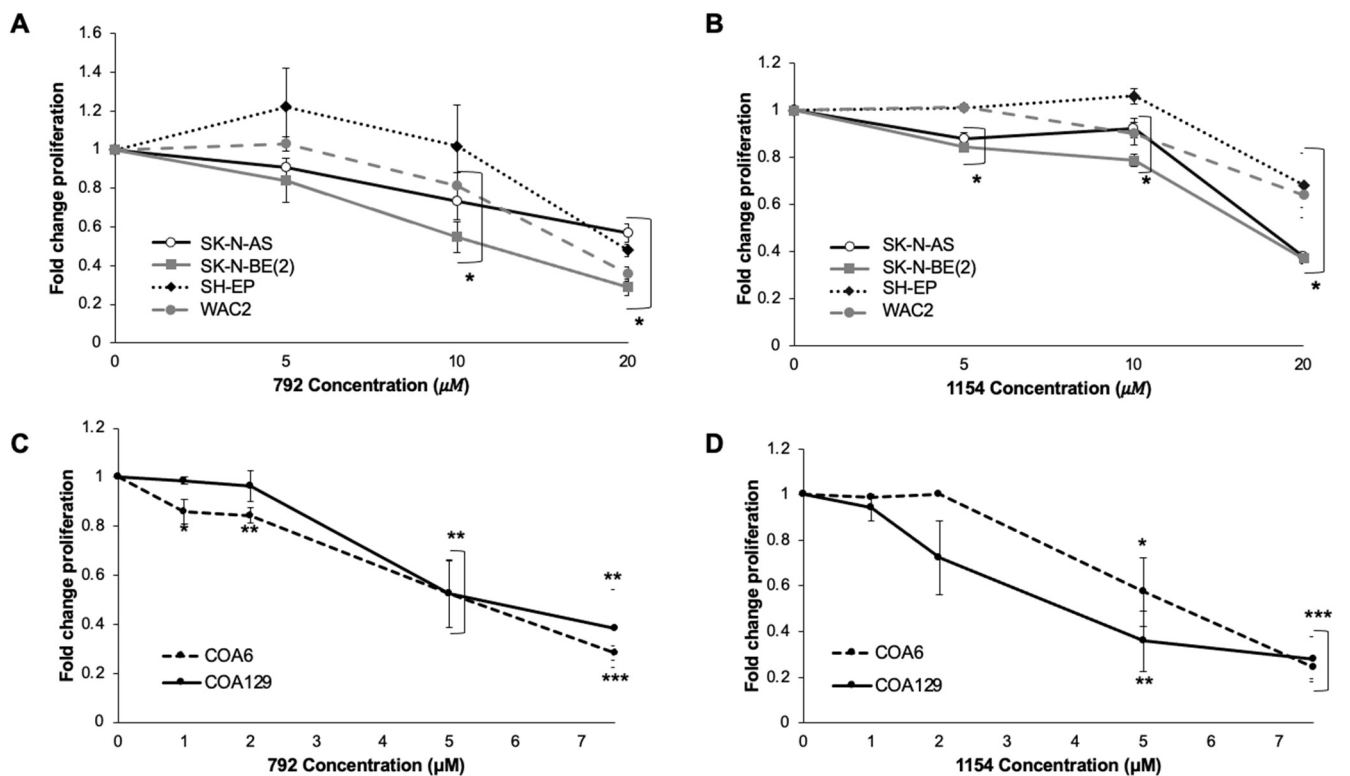 A
Fold change proliferation
1.6
1.4
1.2
1
0.8
0.6
0.4
0.2
0
SK-N-AS
SK-N-BE(2)
SH-EP
WAC2
*
*
0 5 10 20
792 Concentration (μM)
B
Fold change proliferation
1.2
1
0.8
0.6
0.4
0.2
0
SK-N-AS
SK-N-BE(2)
SH-EP
WAC2
*
*
*
0 5 10 20
1154 Concentration (μM)
C
Fold change proliferation
1.2
1
0.8
0.6
0.4
0.2
0
*
**
**
**
***
COA6
COA129
0 1 2 3 4 5 6 7
792 Concentration (μM)
D
Fold change proliferation
1.2
1
0.8
0.6
0.4
0.2
0
*
**
***
COA6
COA129
0 1 2 3 4 5 6 7
1154 Concentration (μM)